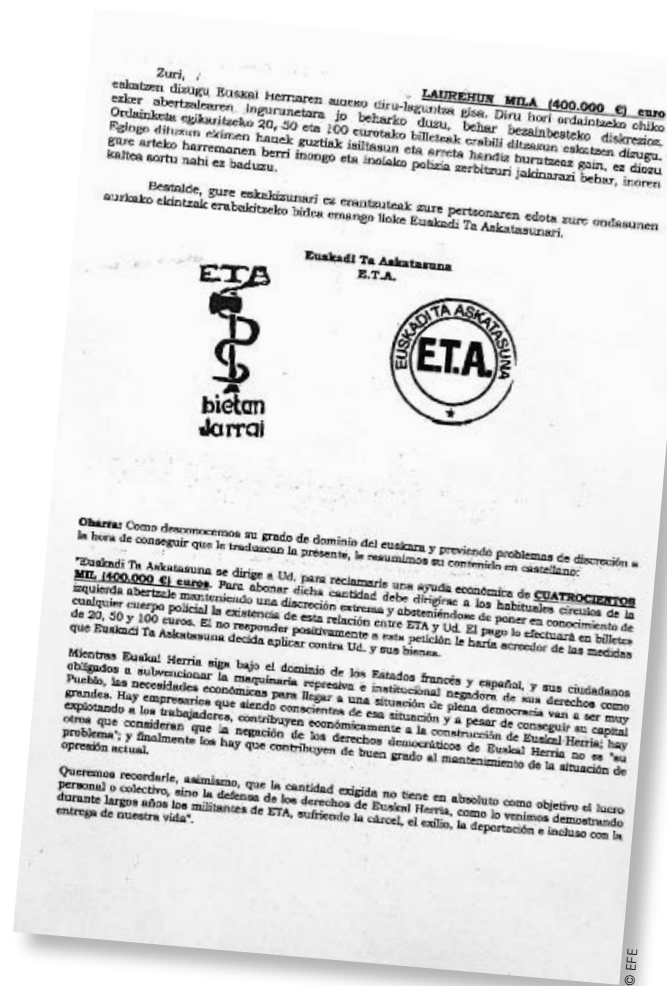 Zuri,
LAUREHUN MILA (400.000 €) euro
eskatzen dizugu Euskal Herriaren aldeko diru-laguntza gisa. Diru hori ordaintzeko ohiko
ezker abertzalearen ingurunetara jo beharko duzu, behar bezainbesteko diskrezioz.
Ordainketa egikaritzeko 20, 50 eta 100 eurotako billeteak erabili ditzasun eskatzen dizugu.
Egingo dituzun ekimen hauek guztiak isiltasun eta arreta handiz burutzeaz gain, ez diozu
gure arteko harremanen berri inongo eta inolako polizia zerbitzuri jakinarazi behar, inoren
kaltea sortu nahi ez baduzu.
Bestalde, gure eskakizunari ez erantzuteak zure pertsonaren edota zure ondasunen
aurkako ekintzak erabakitzeko bidea emango lioke Euskadi Ta Askatasunari.
Euskadi Ta Askatasuna
E.T.A.
ETA
bietan
Jarrai
EUSKADI TA ASKATASUNA
E.T.A.
Oharra: Como desconocemos su grado de dominio del euskara y previendo problemas de discreción a
la hora de conseguir que le traduzcan la presente, le resumimos su contenido en castellano:
"Euskadi Ta Askatasuna se dirige a Ud. para reclamarle una ayuda económica de CUATROCIENTOS
MIL (400.000 €) euros. Para abonar dicha cantidad debe dirigirse a los habituales círculos de la
izquierda abertzale manteniendo una discreción extrema y absteniéndose de poner en conocimiento de
cualquier cuerpo policial la existencia de esta relación entre ETA y Ud. El pago lo efectuará en billetes
de 20, 50 y 100 euros. El no responder positivamente a esta petición le haría acreedor de las medidas
que Euskadi Ta Askatasuna decida aplicar contra Ud. y sus bienes.
Mientras Euskal Herria siga bajo el dominio de los Estados francés y español, y sus ciudadanos
obligados a subvencionar la maquinaria represiva e institucional negadora de sus derechos como
Pueblo, las necesidades económicas para llegar a una situación de plena democracia van a ser muy
grandes. Hay empresarios que siendo conscientes de esa situación y a pesar de conseguir su capital
explotando a los trabajadores, contribuyen económicamente a la construcción de Euskal Herria; hay
otros que consideran que la negación de los derechos democráticos de Euskal Herria no es "su
problema"; y finalmente los hay que contribuyen de buen grado al mantenimiento de la situación de
opresión actual.
Queremos recordarle, asimismo, que la cantidad exigida no tiene en absoluto como objetivo el lucro
personal o colectivo, sino la defensa de los derechos de Euskal Herria, como lo venimos demostrando
durante largos años los militantes de ETA, sufriendo la cárcel, el exilio, la deportación e incluso con la
entrega de nuestra vida".
© EFE